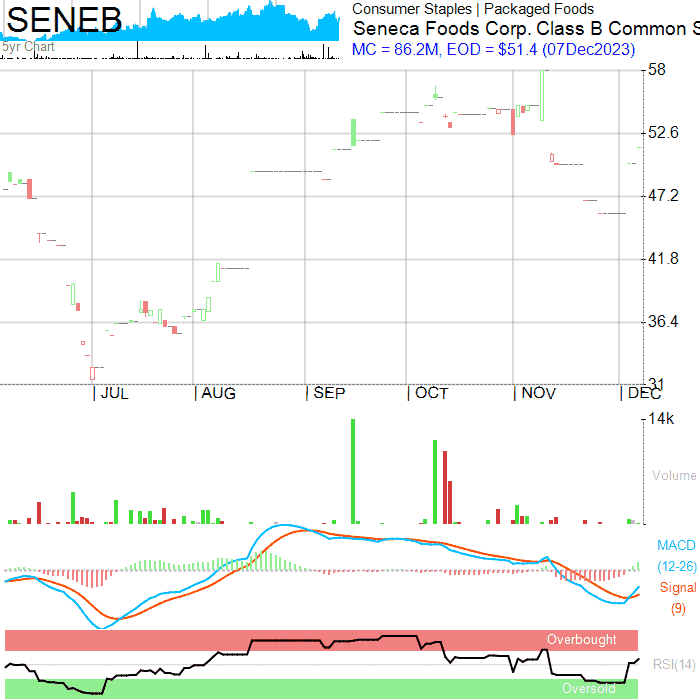 SENEB
5yr Chart
Consumer Staples | Packaged Foods
Seneca Foods Corp. Class B Common S
MC = 86.2M, EOD = $51.4 (07Dec2023)
58
52.6
47.2
41.8
36.4
31
JUL
AUG
SEP
OCT
NOV
DEC
14k
Volume
MACD
(12-26)
Signal
(9)
Overbought
RSI(14)
Oversold